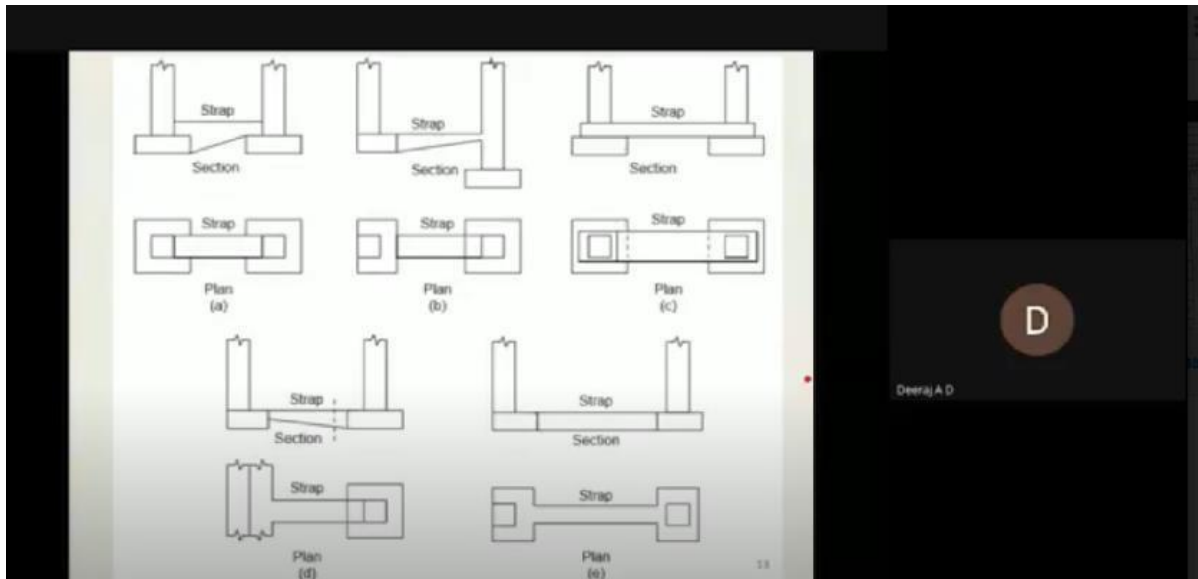 Strap
Section
Strap
Section
Strap
Section
Strap
Plan
(a)
Strap
Plan
(b)
Strap
Plan
(c)
Strap
Section
Strap
Section
Strap
Plan
(d)
Strap
Plan
(e)
13
D
Deeraj A D